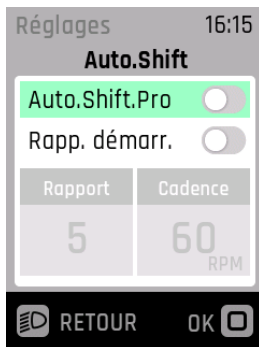 Réglages 16:15
Auto.Shift
Auto.Shift.Pro
Rapp. démarr.
Rapport Cadence
5 60
RPM
RETOUR OK